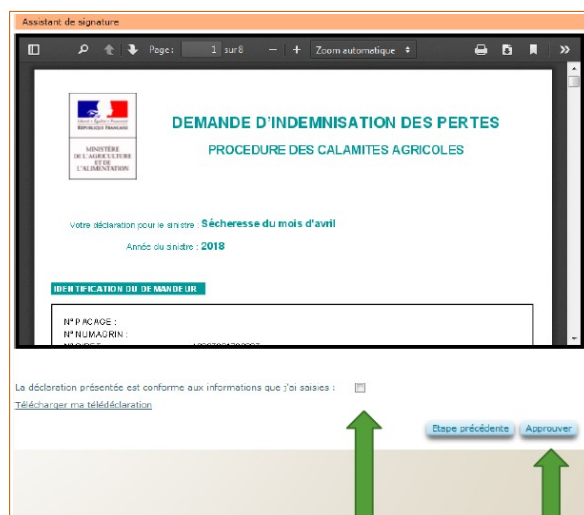 Assistant de signature
Page: 1 sur 8 − + Zoom automatique
Liberté • Égalité • Fraternité
RÉPUBLIQUE FRANÇAISE
MINISTÈRE
DE L'AGRICULTURE
ET DE
L'ALIMENTATION
DEMANDE D'INDEMNISATION DES PERTES
PROCEDURE DES CALAMITES AGRICOLES
Votre déclaration pour le sinistre : Sécheresse du mois d'avril
Année du sinistre : 2018
IDENTIFICATION DU DEMANDEUR
N° PACAGE :
N° NUMAGRIN :
La déclaration présentée est conforme aux informations que j'ai saisies :
Télécharger ma télédéclaration
Etape précédente Approuver